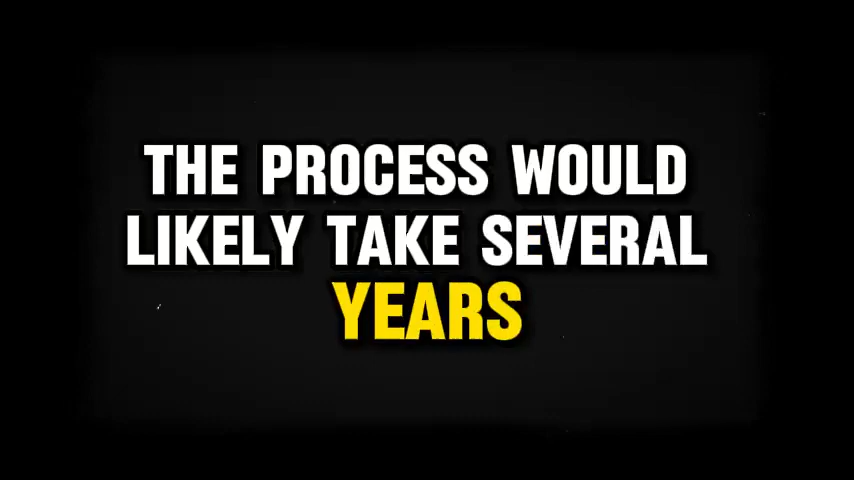 THE PROCESS WOULD
LIKELY TAKE SEVERAL
YEARS